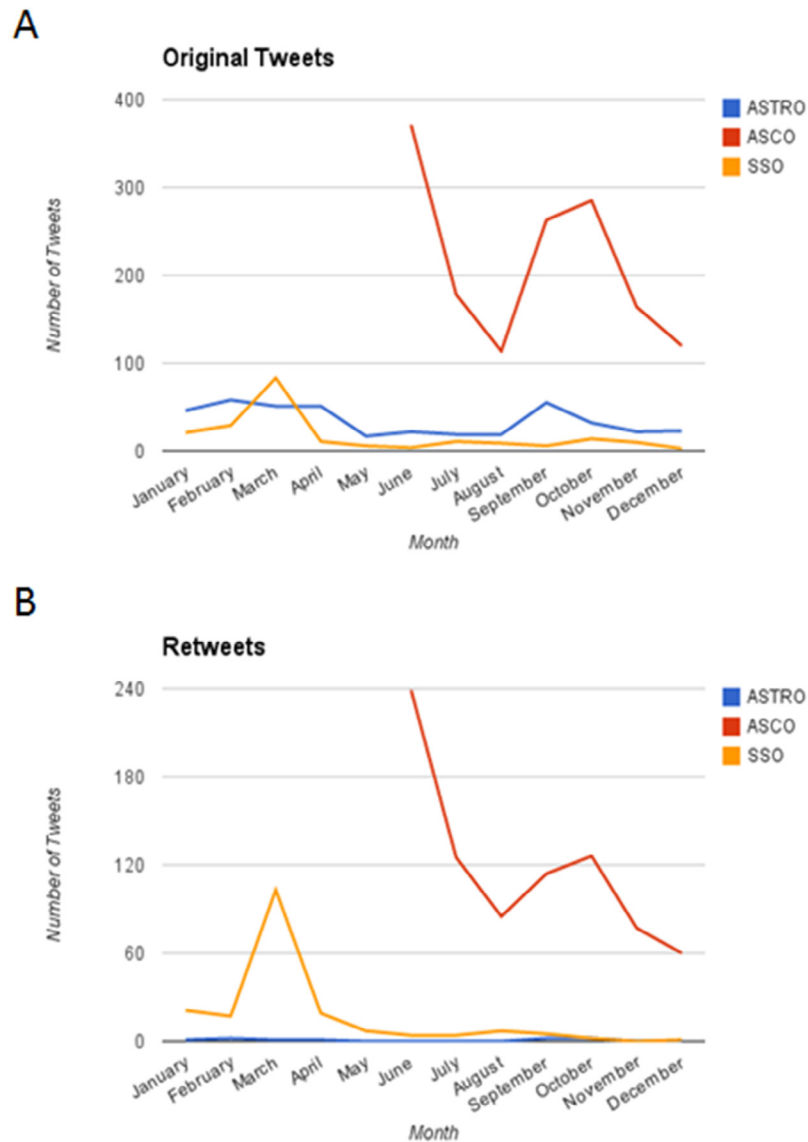 A
Original Tweets
400
300
200
100
0
Number of Tweets
ASTRO
ASCO
SSO
January
February
March
April
May
June
July
August
September
October
November
December
Month
B
Retweets
240
180
120
60
0
Number of Tweets
ASTRO
ASCO
SSO
January
February
March
April
May
June
July
August
September
October
November
December
Month